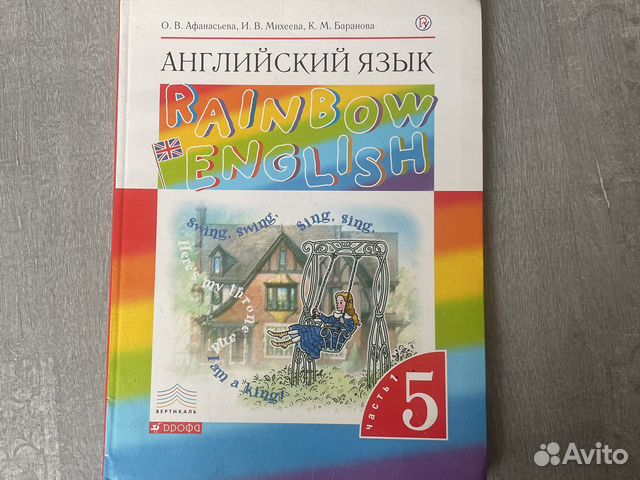 О. В. Афанасьева, И. В. Михеева, К. М. Баранова
АНГЛИЙСКИЙ ЯЗЫК
RAINBOW
ENGLISH
Swing, swing,
sing, sing,
Here's my throne and
I am a king!
часть 1
5
ВЕРТИКАЛЬ
дрофа
Avito